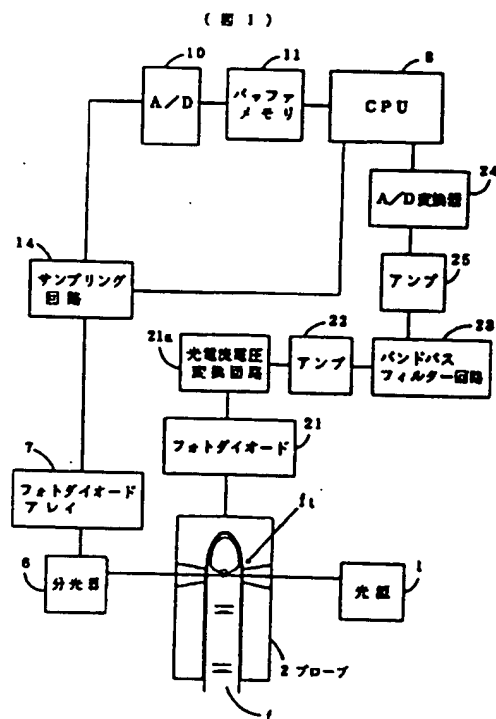 ( 図 1 )
10
11
8
A/D
バッファ
メモリ
CPU
24
A/D変換器
14
25
サンプリング
回路
アンプ
22
23
21a
光電流電圧
変換回路
アンプ
バンドパス
フィルター回路
21
フォトダイオード
7
フォトダイオード
アレイ
ft
6
1
分光器
光源
2 プローブ
f